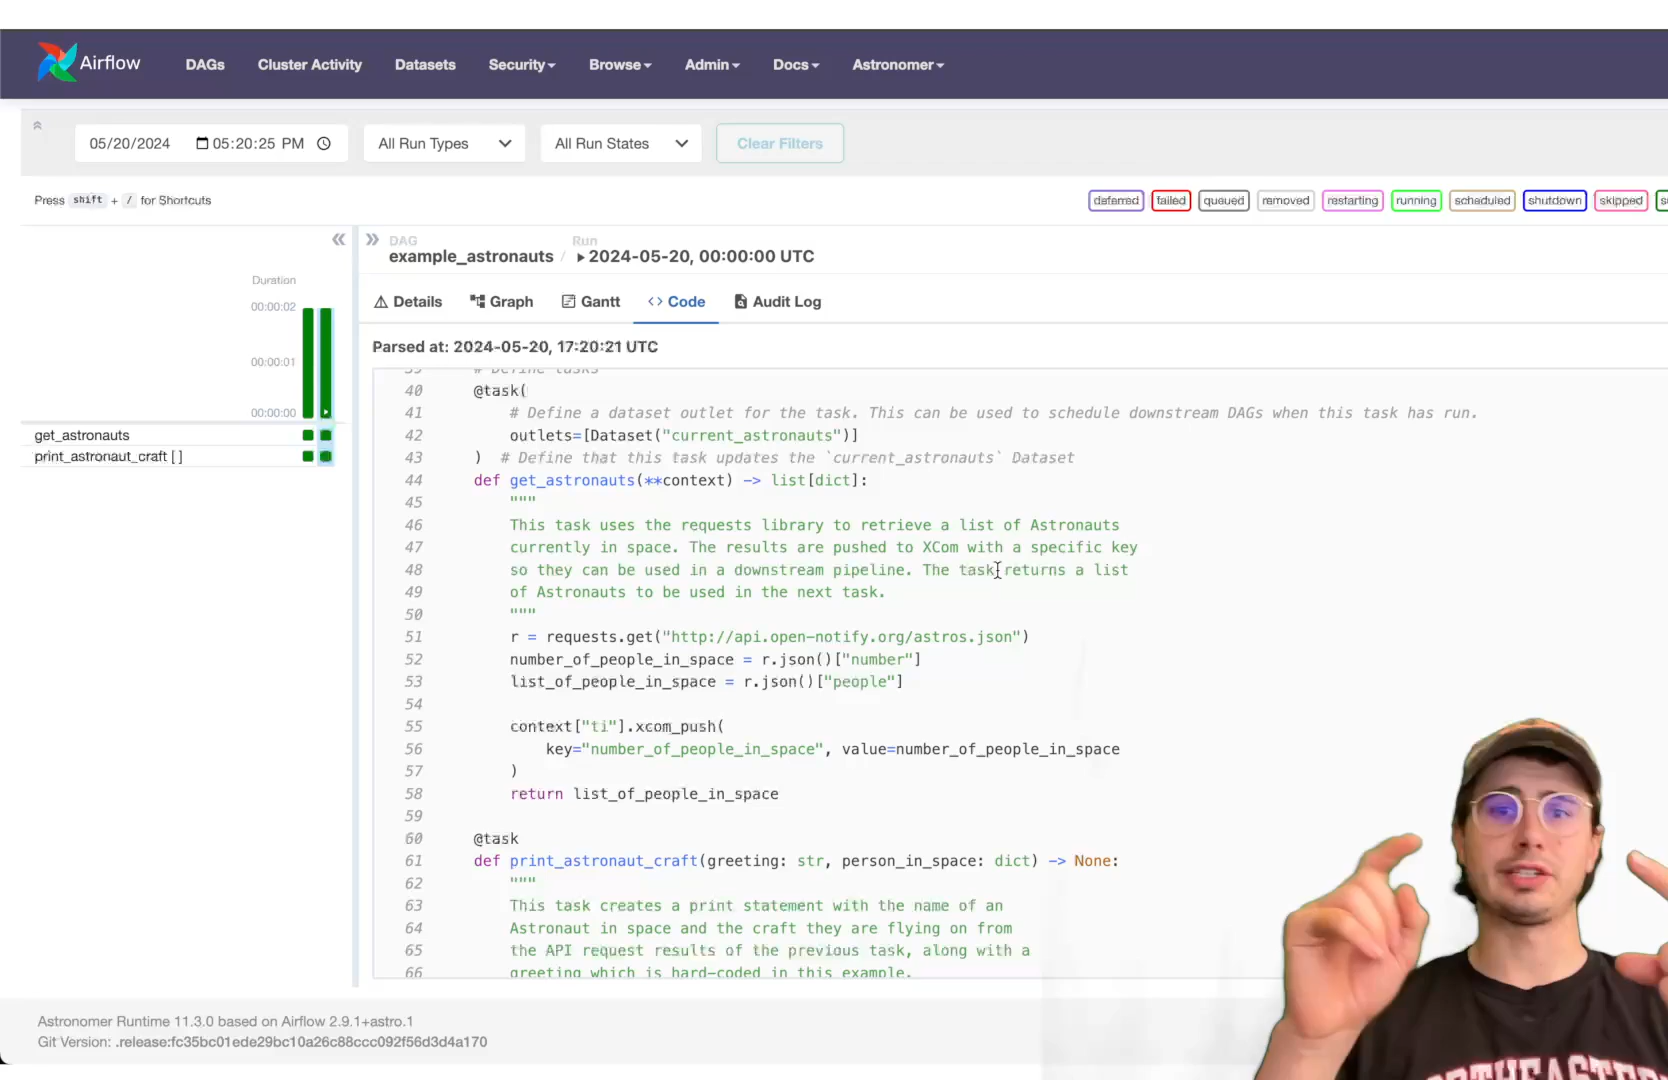 Airflow
DAGs Cluster Activity Datasets Security Browse Admin Docs Astronomer
05/20/2024 05:20:25 PM All Run Types All Run States Clear Filters
Press shift + / for Shortcuts
deferred failed queued removed restarting running scheduled shutdown skipped
DAG
example_astronauts /
Run
2024-05-20, 00:00:00 UTC
Duration
00:00:02
00:00:01
00:00:00
get_astronauts
print_astronaut_craft [ ]
Details Graph Gantt <> Code Audit Log
Parsed at: 2024-05-20, 17:20:21 UTC
39 # Define tasks
40 @task(
41 # Define a dataset outlet for the task. This can be used to schedule downstream DAGs when this task has run.
42 outlets=[Dataset("current_astronauts")]
43 ) # Define that this task updates the `current_astronauts` Dataset
44 def get_astronauts(**context) -> list[dict]:
45 """
46 This task uses the requests library to retrieve a list of Astronauts
47 currently in space. The results are pushed to XCom with a specific key
48 so they can be used in a downstream pipeline. The task returns a list
49 of Astronauts to be used in the next task.
50 """
51 r = requests.get("http://api.open-notify.org/astros.json")
52 number_of_people_in_space = r.json()["number"]
53 list_of_people_in_space = r.json()["people"]
54
55 context["ti"].xcom_push(
56 key="number_of_people_in_space", value=number_of_people_in_space
57 )
58 return list_of_people_in_space
59
60 @task
61 def print_astronaut_craft(greeting: str, person_in_space: dict) -> None:
62 """
63 This task creates a print statement with the name of an
64 Astronaut in space and the craft they are flying on from
65 the API request results of the previous task, along with a
66 greeting which is hard-coded in this example.
Astronomer Runtime 11.3.0 based on Airflow 2.9.1+astro.1
Git Version: .release:fc35bc01ede29bc10a26c88ccc092f56d3d4a170